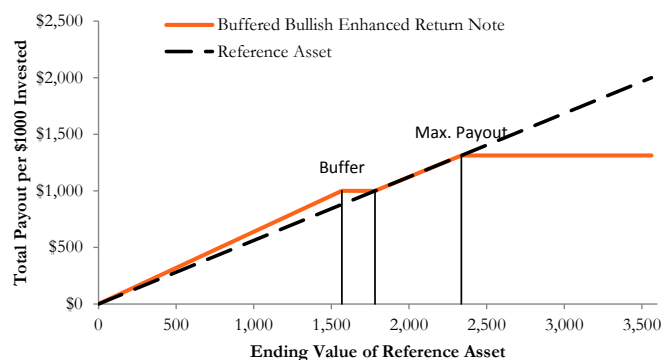 $2,500
Buffered Bullish Enhanced Return Note
Reference Asset
$2,000
Total Payout per $1000 Invested
$1,500
Max. Payout
Buffer
$1,000
$500
$0
0 500 1,000 1,500 2,000 2,500 3,000 3,500
Ending Value of Reference Asset